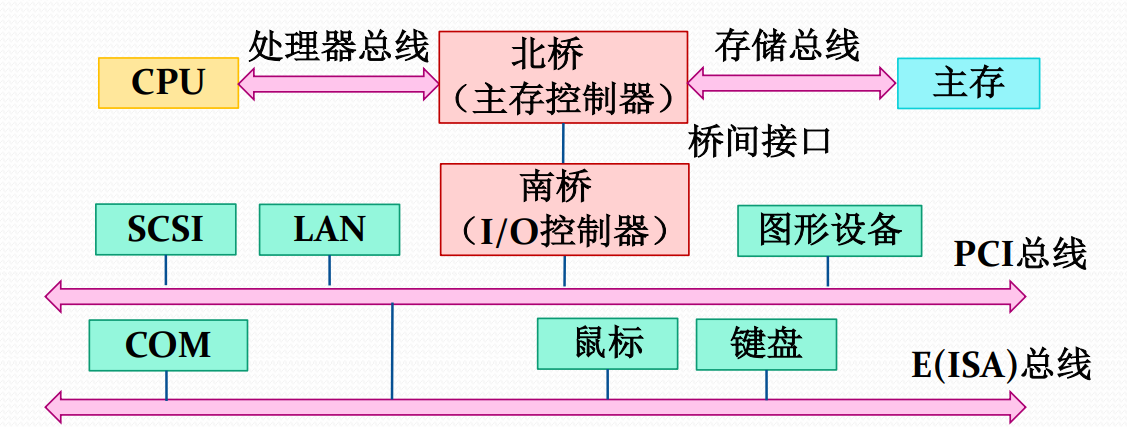 处理器总线
北桥
（主存控制器）
存储总线
CPU
主存
桥间接口
南桥
（I/O控制器）
SCSI
LAN
图形设备
PCI总线
COM
鼠标
键盘
E(ISA)总线